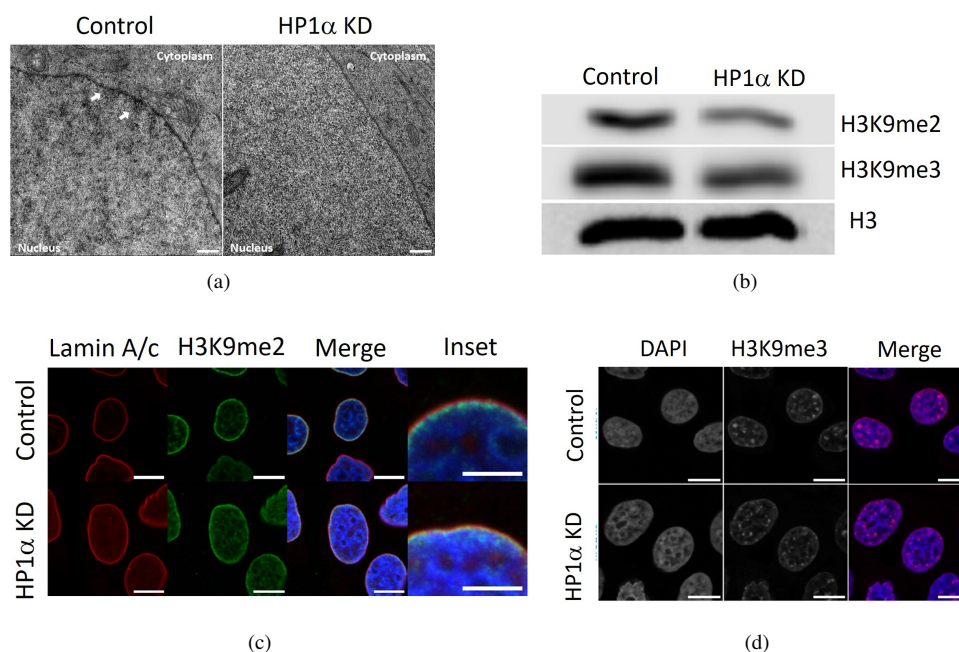 Control HP1α KD
Cytoplasm Cytoplasm
Nucleus Nucleus
(a)
Control HP1α KD
H3K9me2
H3K9me3
H3
(b)
Lamin A/c H3K9me2 Merge Inset
Control
HP1α KD
(c)
DAPI H3K9me3 Merge
Control
HP1α KD
(d)